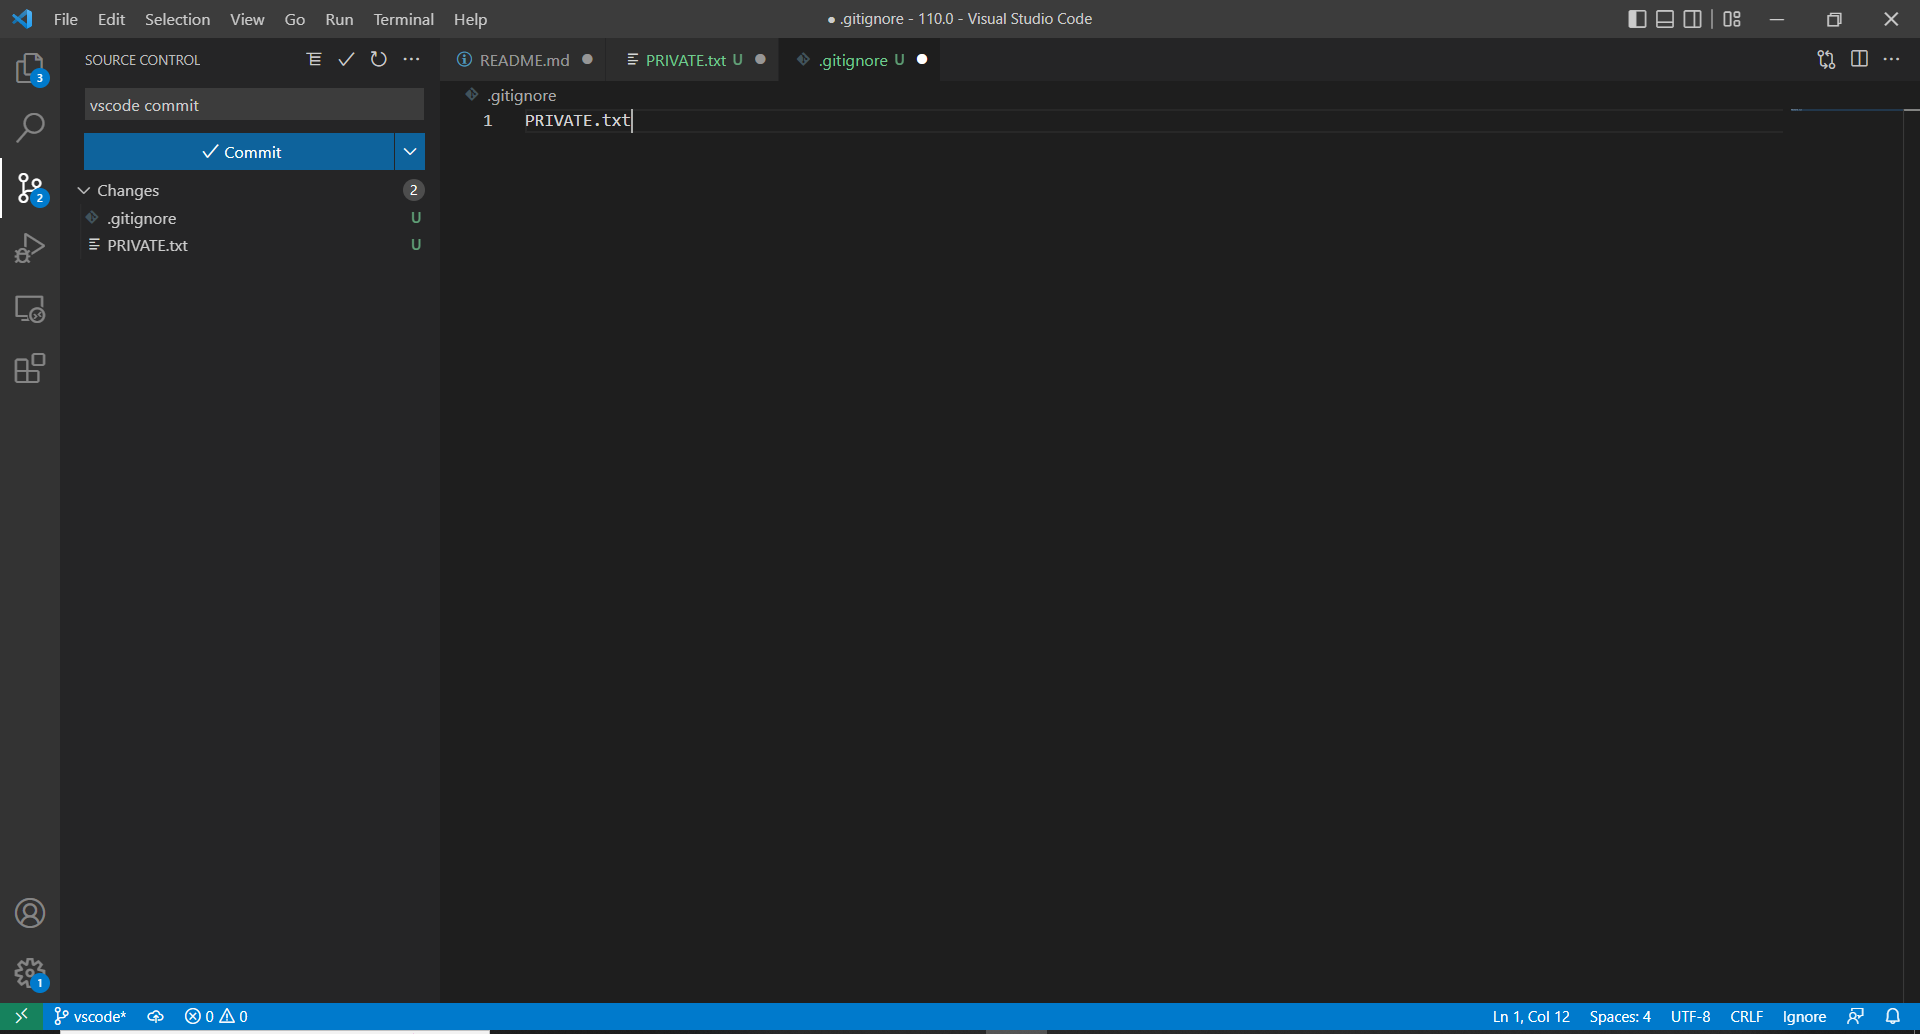 File Edit Selection View Go Run Terminal Help
● .gitignore - 110.0 - Visual Studio Code
SOURCE CONTROL
README.md
PRIVATE.txt U
.gitignore U
3
vscode commit
.gitignore
1 PRIVATE.txt
Commit
Changes 2
2
.gitignore U
PRIVATE.txt U
1
vscode* 0 0
Ln 1, Col 12 Spaces: 4 UTF-8 CRLF Ignore